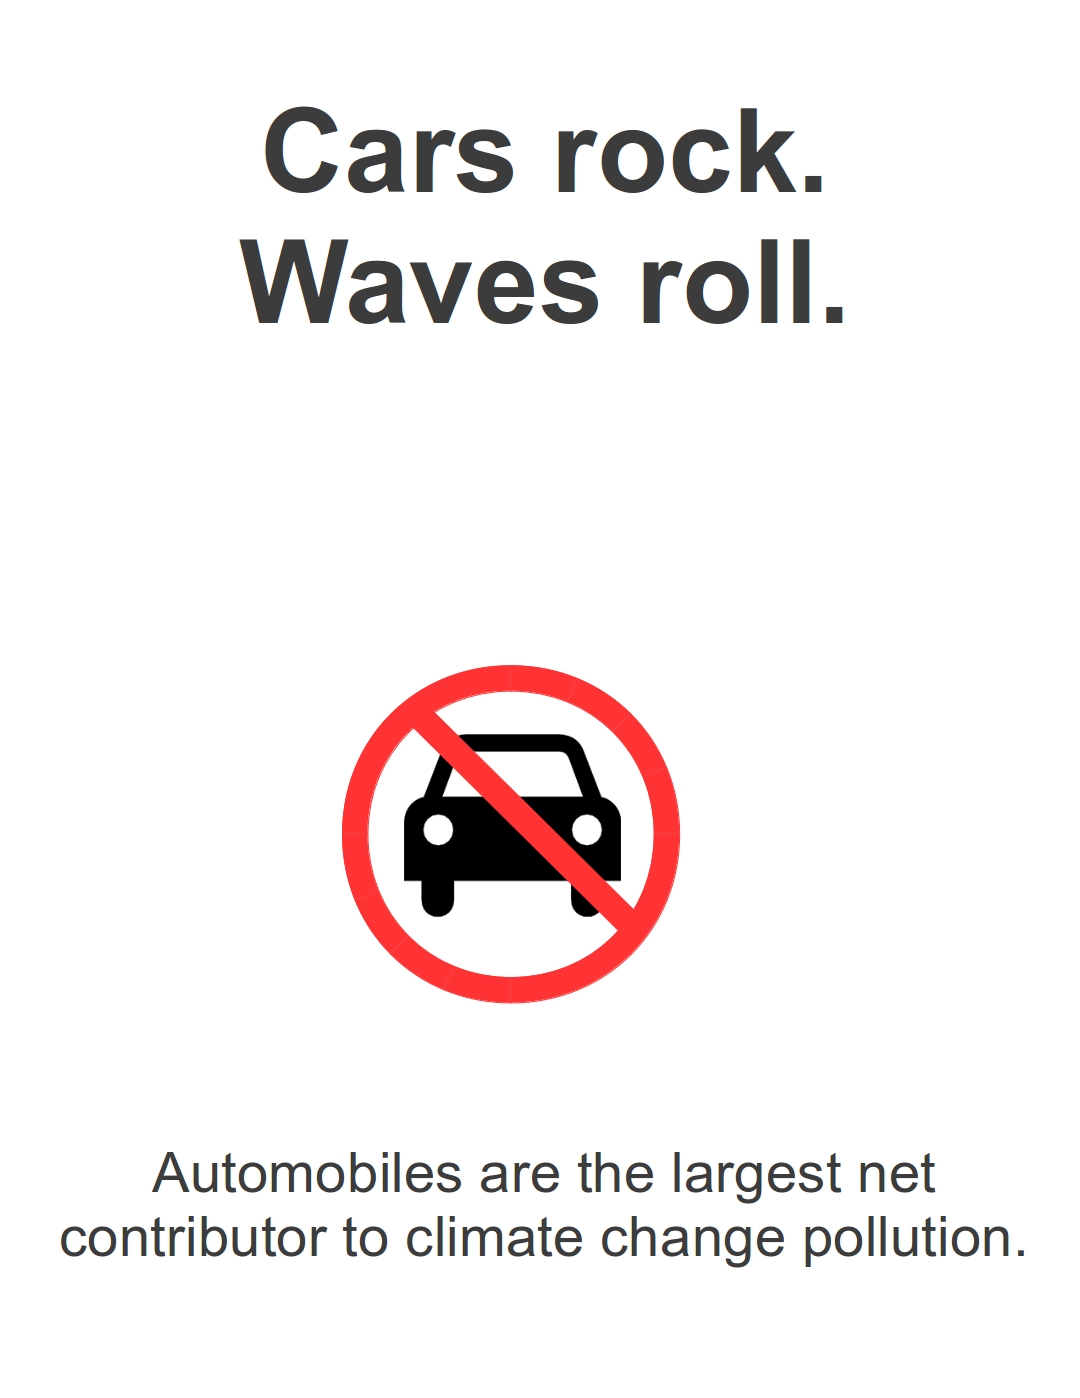 Cars rock.
Waves roll.
Automobiles are the largest net
contributor to climate change pollution.